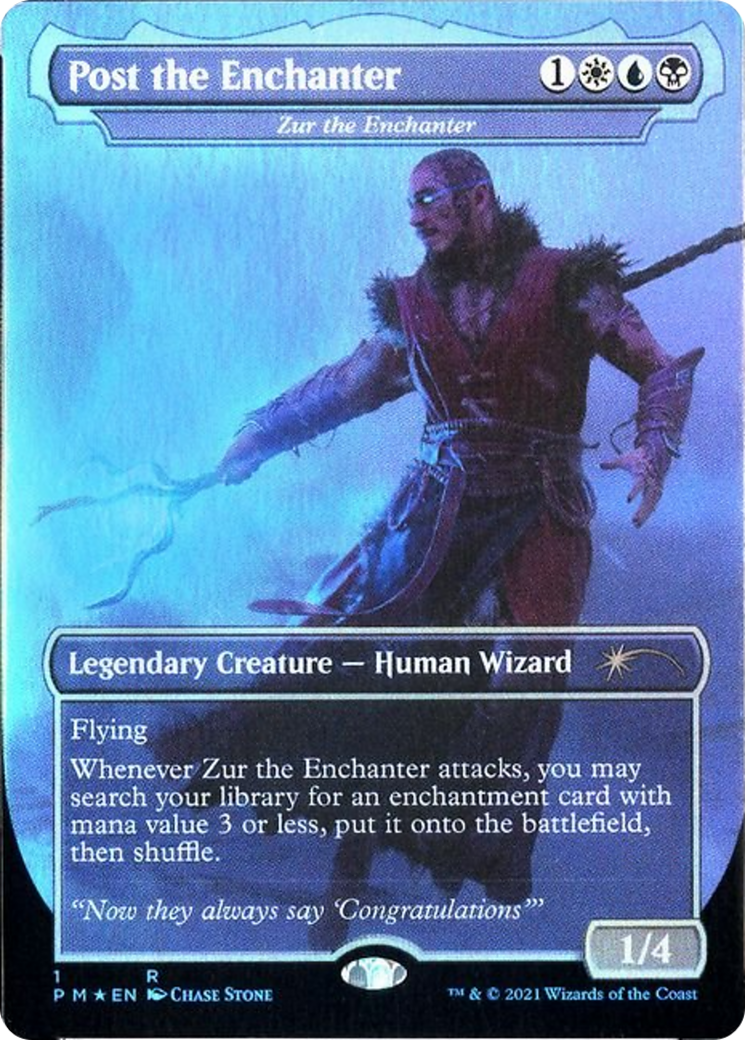 Post the Enchanter 1
Zur the Enchanter
Legendary Creature — Human Wizard
Flying
Whenever Zur the Enchanter attacks, you may
search your library for an enchantment card with
mana value 3 or less, put it onto the battlefield,
then shuffle.
“Now they always say ‘Congratulations’”
1/4
1 R
P M ★ EN Chase Stone
™ & © 2021 Wizards of the Coast